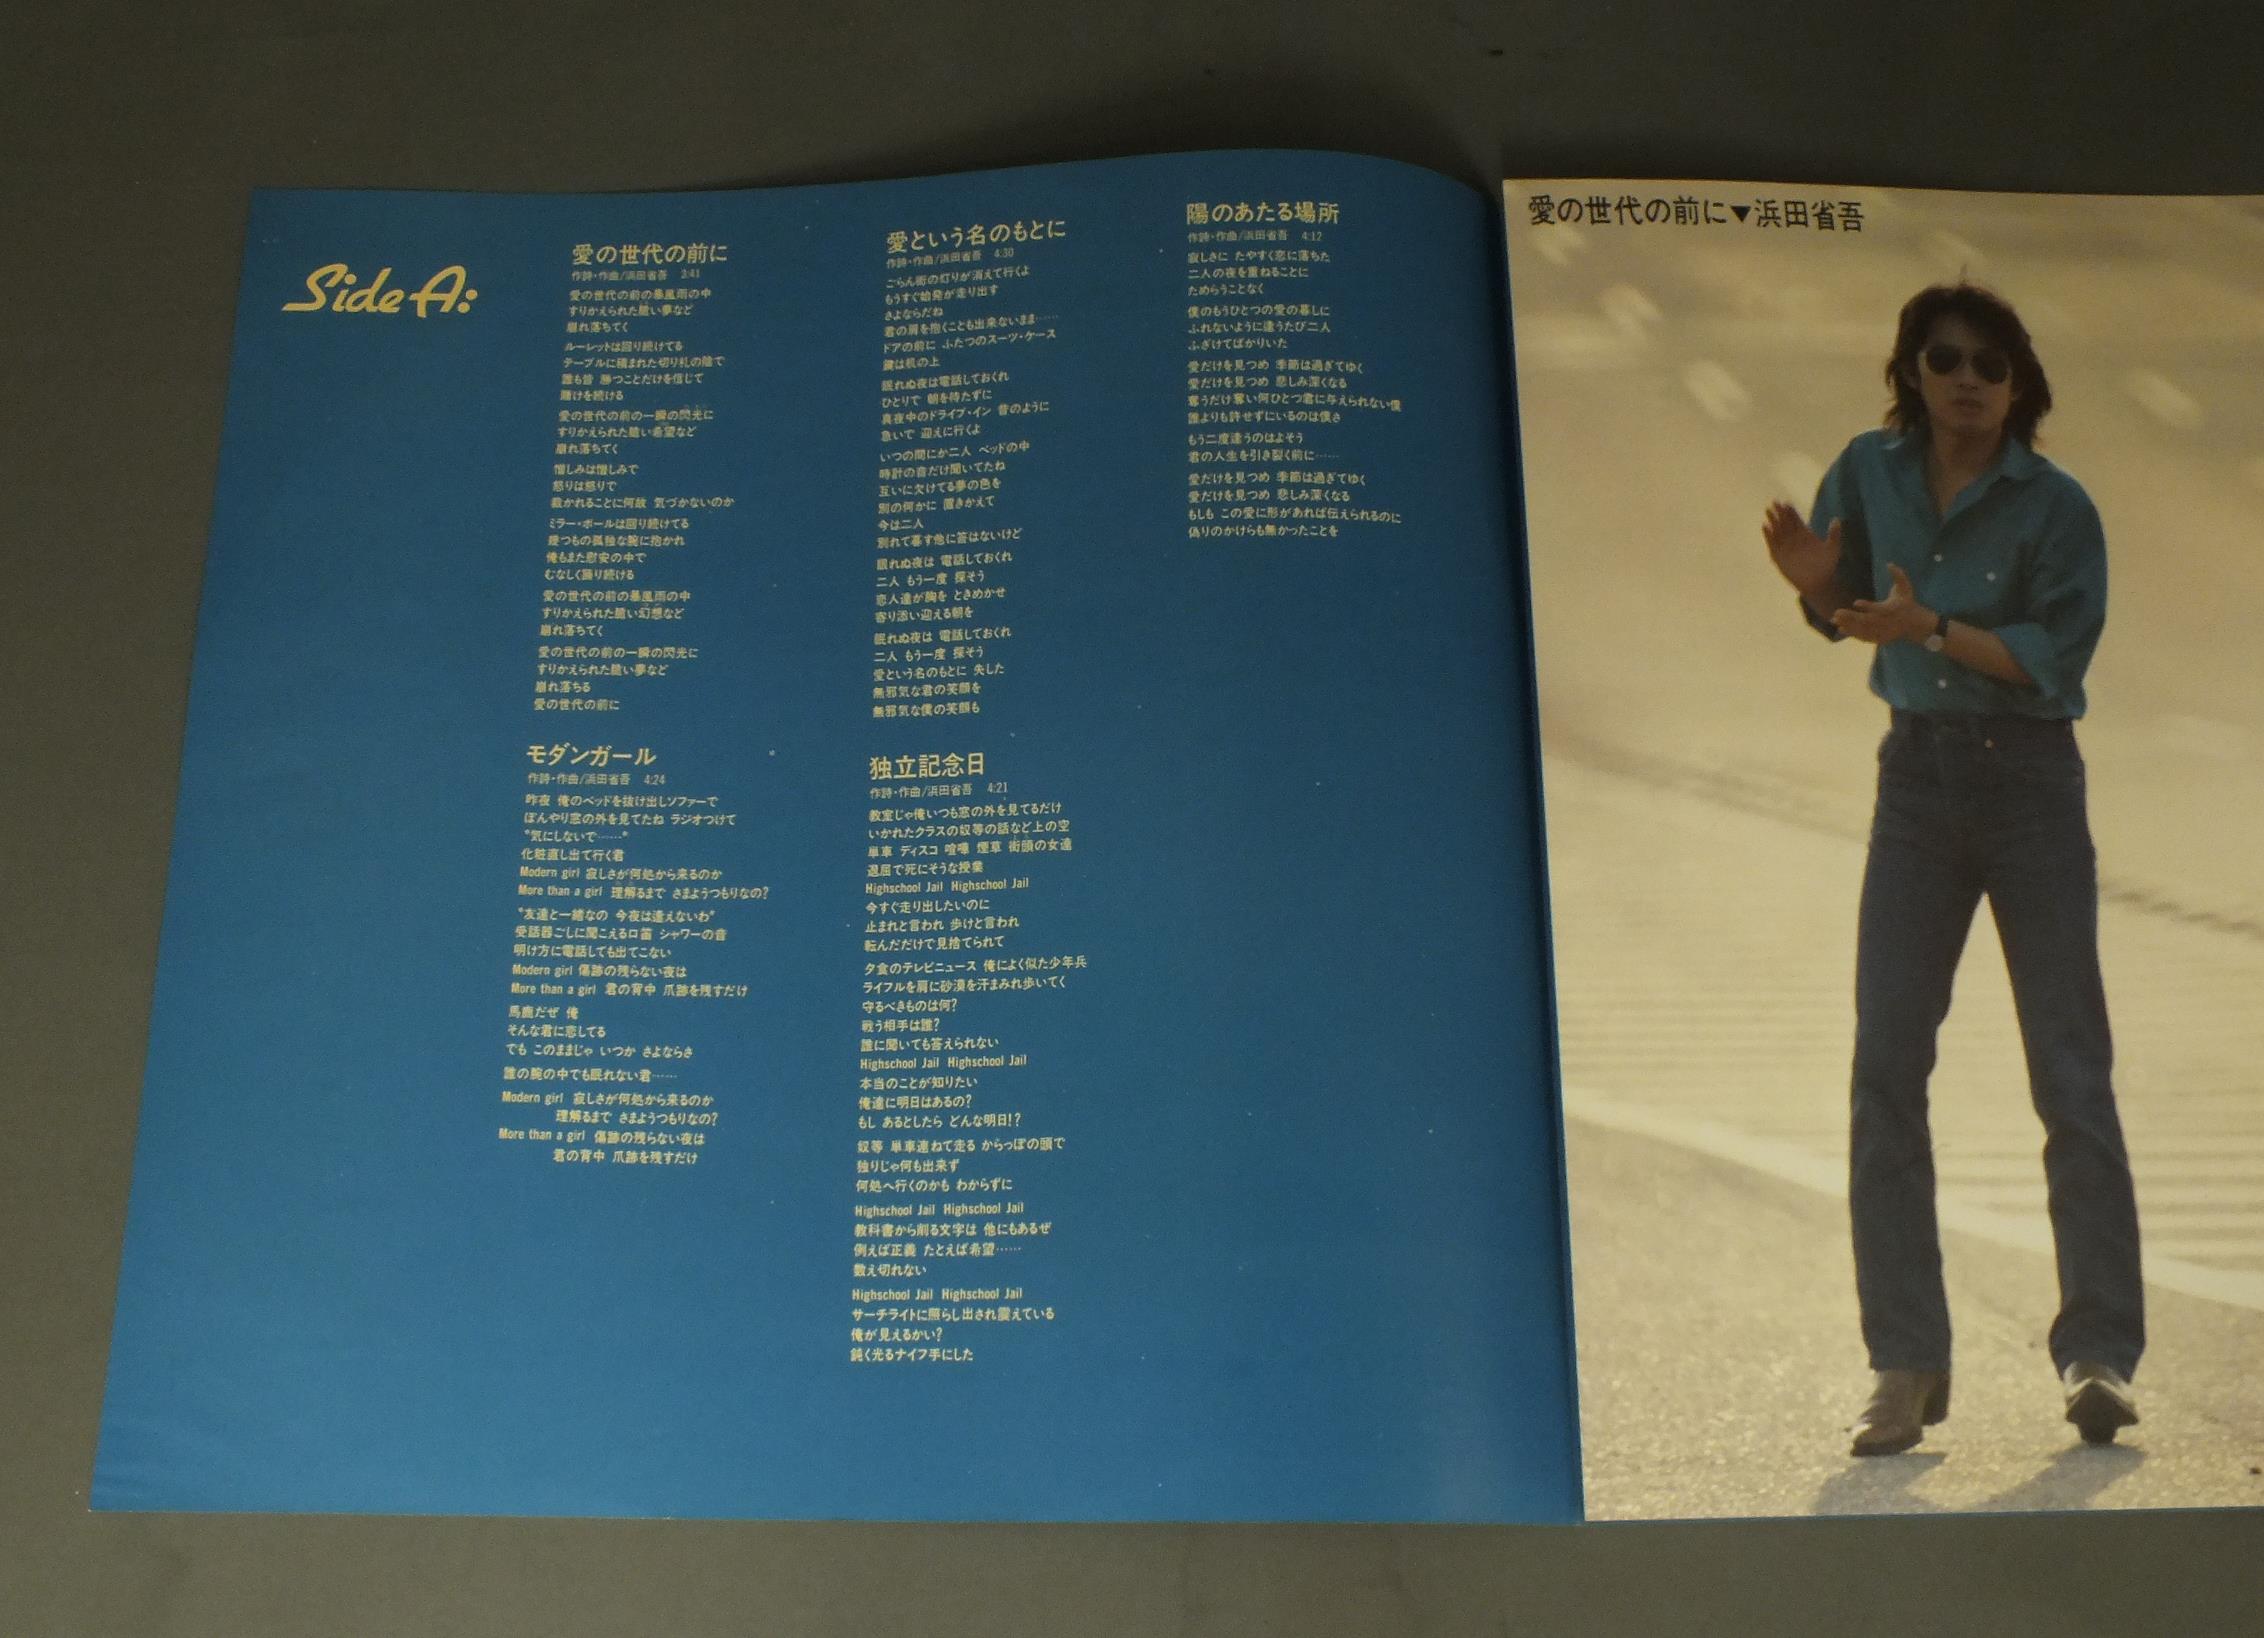 Side A:
愛の世代の前に
作詩・作曲/浜田省吾 3:41
愛の世代の前の暴風雨の中
すりかえられた脆い夢など
崩れ落ちてく
ルーレットは回り続けてる
テーブルに積まれた切り札の陰で
誰も皆 勝つことだけを信じて
賭けを続ける
愛の世代の前の一瞬の閃光に
すりかえられた脆い希望など
崩れ落ちてく
憎しみは憎しみで
怒りは怒りで
裁かれることに何故 気づかないのか
ミラー・ボールは回り続けてる
幾つもの孤独な腕に抱かれ
俺もまた慰安の中で
むなしく踊り続ける
愛の世代の前の暴風雨の中
すりかえられた脆い幻想など
崩れ落ちてく
愛の世代の前の一瞬の閃光に
すりかえられた脆い夢など
崩れ落ちる
愛の世代の前に
モダンガール
作詩・作曲/浜田省吾 4:24
昨夜 俺のベッドを抜け出しソファーで
ぼんやり窓の外を見てたね ラジオつけて
"気にしないで……"
化粧直し出て行く君
Modern girl 寂しさが何処から来るのか
More than a girl 理解るまで さまようつもりなの?
"友達と一緒なの 今夜は逢えないわ"
受話器ごしに聞こえる口笛 シャワーの音
明け方に電話しても出てこない
Modern girl 傷跡の残らない夜は
More than a girl 君の背中 爪跡を残すだけ
馬鹿だぜ 俺
そんな君に恋してる
でも このままじゃ いつか さよならさ
誰の腕の中でも眠れない君……
Modern girl 寂しさが何処から来るのか
理解るまで さまようつもりなの?
More than a girl 傷跡の残らない夜は
君の背中 爪跡を残すだけ
愛という名のもとに
作詩・作曲/浜田省吾 4:30
ごらん街の灯りが消えて行くよ
もうすぐ始発が走り出す
さよならだね
君の肩を抱くことも出来ないまま……
ドアの前に ふたつのスーツ・ケース
鍵は机の上
眠れぬ夜は電話しておくれ
ひとりで 朝を待たずに
真夜中のドライブ・イン 昔のように
急いで 迎えに行くよ
いつの間にか二人 ベッドの中
時計の音だけ聞いてたね
互いに欠けてる夢の色を
別の何かに 置きかえて
今は二人
別れて暮す他に答はないけど
眠れぬ夜は 電話しておくれ
二人 もう一度 探そう
恋人達が胸を ときめかせ
寄り添い迎える朝を
眠れぬ夜は 電話しておくれ
二人 もう一度 探そう
愛という名のもとに 失した
無邪気な君の笑顔を
無邪気な僕の笑顔も
独立記念日
作詩・作曲/浜田省吾 4:21
教室じゃ俺いつも窓の外を見てるだけ
いかれたクラスの奴等の話など上の空
単車 ディスコ 喧嘩 煙草 街頭の女達
退屈で死にそうな授業
Highschool Jail Highschool Jail
今すぐ走り出したいのに
止まれと言われ 歩けと言われ
転んだだけで見捨てられて
夕食のテレビニュース 俺によく似た少年兵
ライフルを肩に砂漠を汗まみれ歩いてく
守るべきものは何?
戦う相手は誰?
誰に聞いても答えられない
Highschool Jail Highschool Jail
本当のことが知りたい
俺達に明日はあるの?
もし あるとしたら どんな明日!?
奴等 単車連ねて走る からっぽの頭で
独りじゃ何も出来ず
何処へ行くのかも わからずに
Highschool Jail Highschool Jail
教科書から削る文字は 他にもあるぜ
例えば正義 たとえば希望……
数え切れない
Highschool Jail Highschool Jail
サーチライトに照らし出され震えている
俺が見えるかい?
鈍く光るナイフ手にした
陽のあたる場所
作詩・作曲/浜田省吾 4:12
寂しさに たやすく恋に落ちた
二人の夜を重ねることに
ためらうことなく
僕のもうひとつの愛の暮しに
ふれないように逢うたび二人
ふざけてばかりいた
愛だけを見つめ 季節は過ぎてゆく
愛だけを見つめ 悲しみ深くなる
奪うだけ奪い何ひとつ君に与えられない僕
誰よりも許せずにいるのは僕さ
もう二度逢うのはよそう
君の人生を引き裂く前に……
愛だけを見つめ 季節は過ぎてゆく
愛だけを見つめ 悲しみ深くなる
もしも この愛に形があれば伝えられるのに
偽りのかけらも無かったことを
愛の世代の前に▼浜田省吾